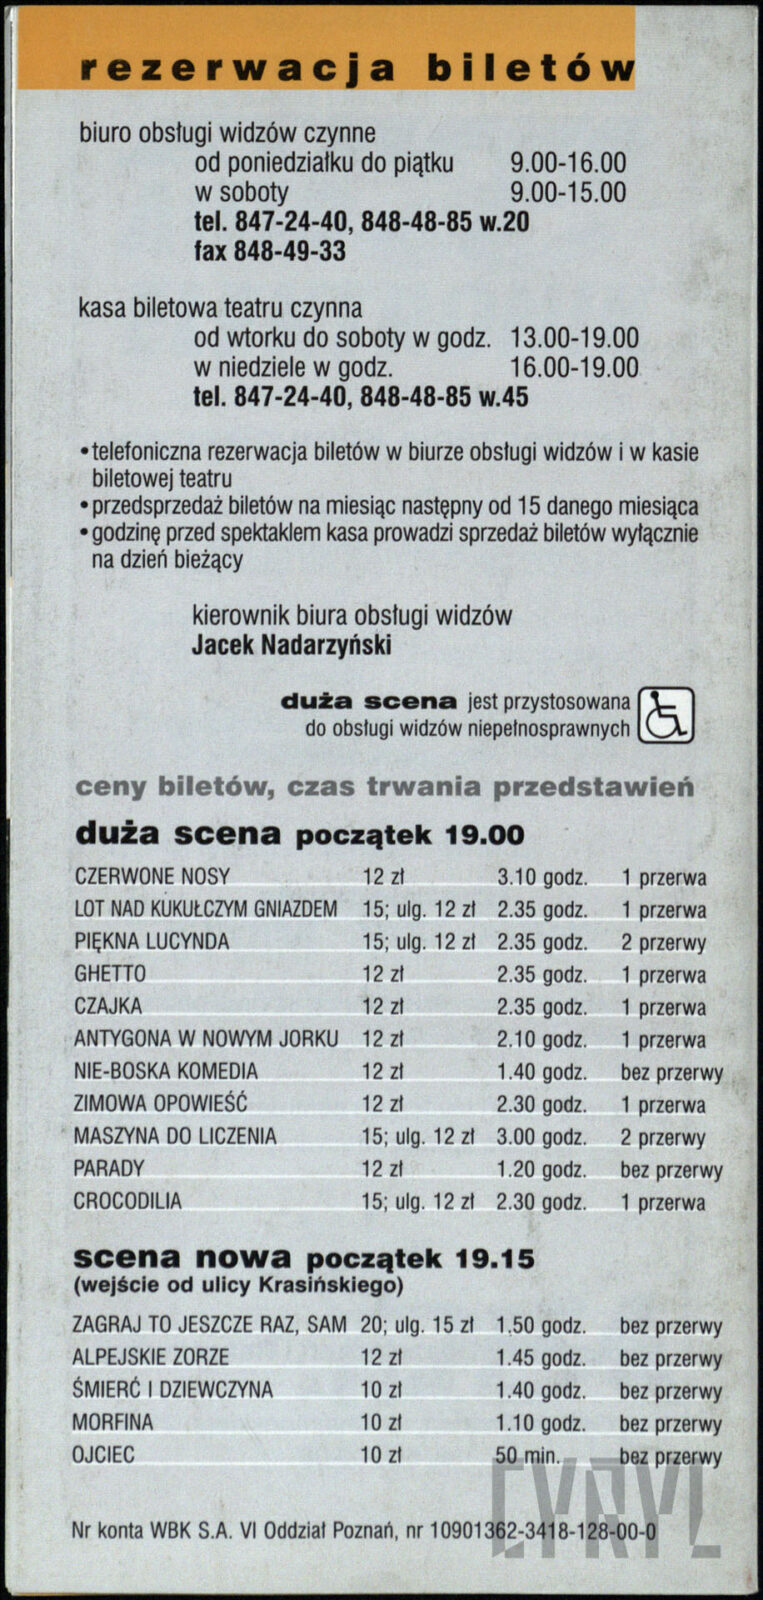 rezerwacja biletów
biuro obsługi widzów czynne
od poniedziałku do piątku 9.00-16.00
w soboty 9.00-15.00
tel. 847-24-40, 848-48-85 w.20
fax 848-49-33
kasa biletowa teatru czynna
od wtorku do soboty w godz. 13.00-19.00
w niedziele w godz. 16.00-19.00
tel. 847-24-40, 848-48-85 w.45
•telefoniczna rezerwacja biletów w biurze obsługi widzów i w kasie
biletowej teatru
•przedsprzedaż biletów na miesiąc następny od 15 danego miesiąca
•godzinę przed spektaklem kasa prowadzi sprzedaż biletów wyłącznie
na dzień bieżący
kierownik biura obsługi widzów
Jacek Nadarzyński
duża scena jest przystosowana
do obsługi widzów niepełnosprawnych
ceny biletów, czas trwania przedstawień
duża scena początek 19.00
CZERWONE NOSY 12 zł 3.10 godz. 1 przerwa
LOT NAD KUKUŁCZYM GNIAZDEM 15; ulg. 12 zł 2.35 godz. 1 przerwa
PIĘKNA LUCYNDA 15; ulg. 12 zł 2.35 godz. 2 przerwy
GHETTO 12 zł 2.35 godz. 1 przerwa
CZAJKA 12 zł 2.35 godz. 1 przerwa
ANTYGONA W NOWYM JORKU 12 zł 2.10 godz. 1 przerwa
NIE-BOSKA KOMEDIA 12 zł 1.40 godz. bez przerwy
ZIMOWA OPOWIEŚĆ 12 zł 2.30 godz. 1 przerwa
MASZYNA DO LICZENIA 15; ulg. 12 zł 3.00 godz. 2 przerwy
PARADY 12 zł 1.20 godz. bez przerwy
CROCODILIA 15; ulg. 12 zł 2.30 godz. 1 przerwa
scena nowa początek 19.15
(wejście od ulicy Krasińskiego)
ZAGRAJ TO JESZCZE RAZ, SAM 20; ulg. 15 zł 1.50 godz. bez przerwy
ALPEJSKIE ZORZE 12 zł 1.45 godz. bez przerwy
ŚMIERĆ I DZIEWCZYNA 10 zł 1.40 godz. bez przerwy
MORFINA 10 zł 1.10 godz. bez przerwy
OJCIEC 10 zł 50 min. bez przerwy
Nr konta WBK S.A. VI Oddział Poznań, nr 10901362-3418-128-00-0
CYRYL